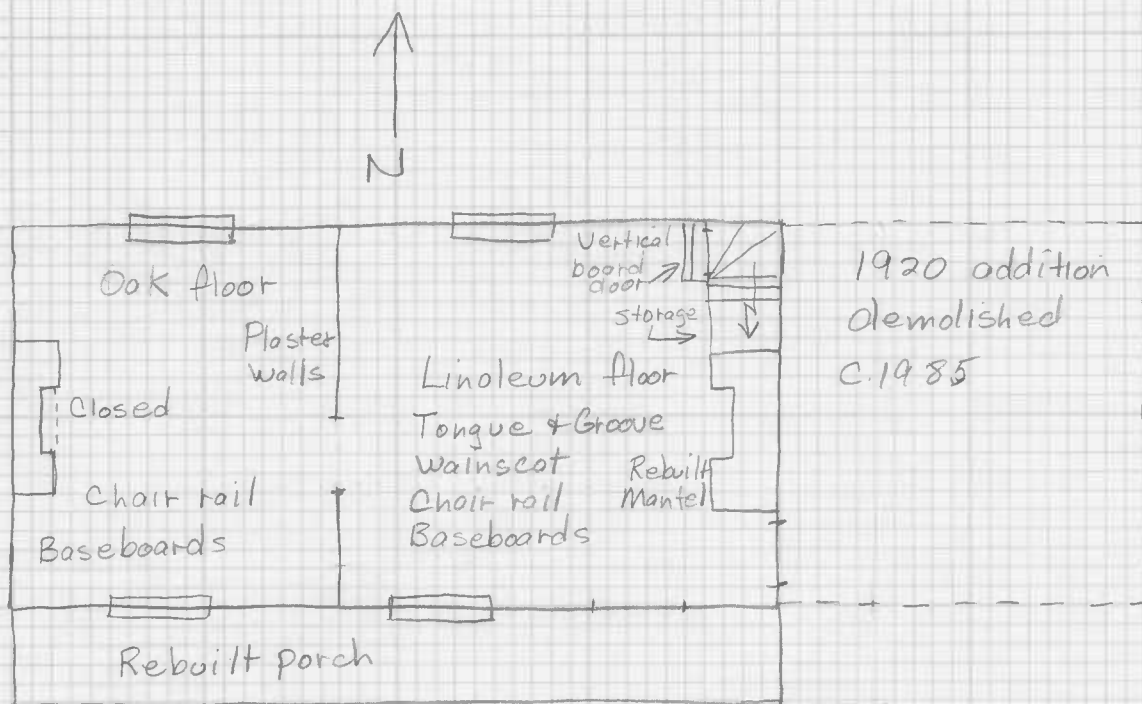 N
Oak floor
Plaster
walls
Closed
Chair rail
Baseboards
Vertical
board
door
Storage
Linoleum floor
Tongue & Groove
Wainscot
Chair rail
Baseboards
Rebuilt
Mantel
1920 addition
demolished
C.1985
Rebuilt porch